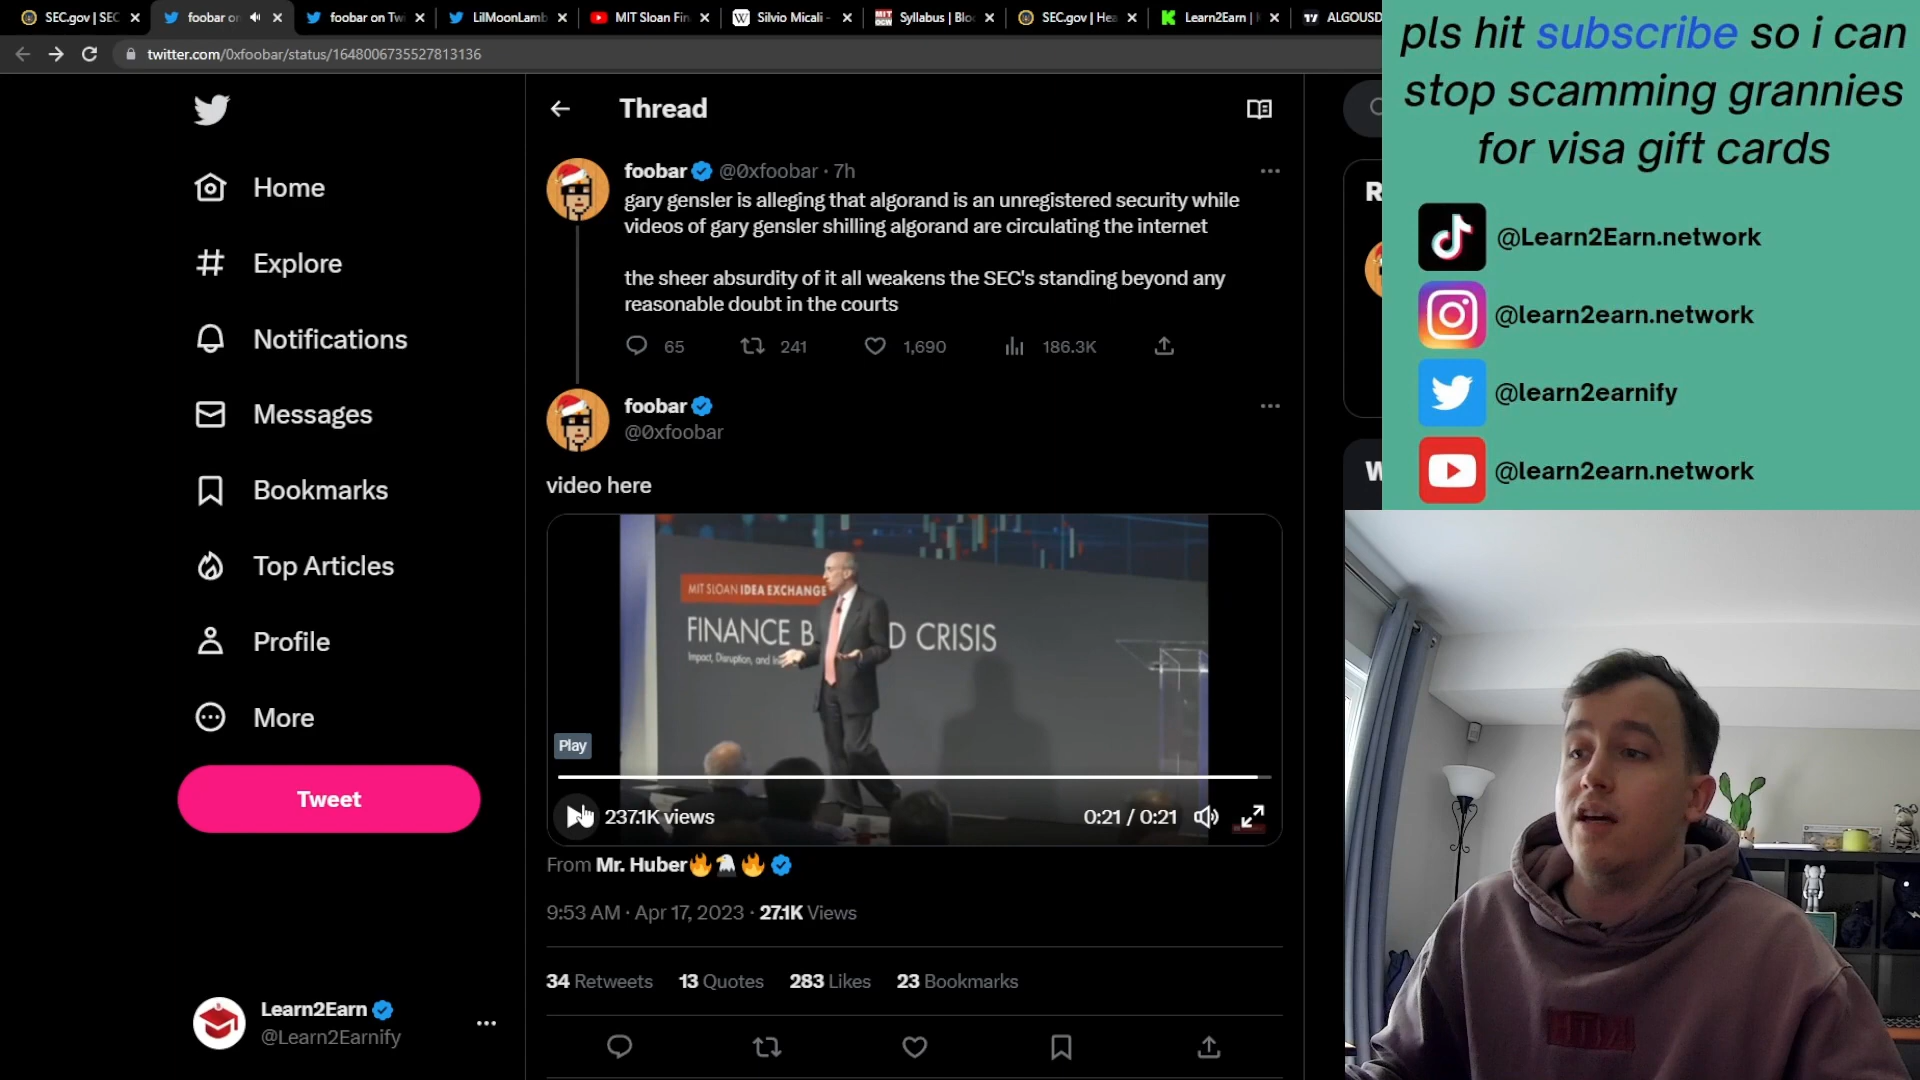 SEC.gov | SEC
foobar on
foobar on Tw
LilMoonLamb
MIT Sloan Fin
Silvio Micali -
Syllabus | Blo
SEC.gov | Hea
Learn2Earn |
ALGOUSD
twitter.com/0xfoobar/status/1648006735527813136
Home
Explore
Notifications
Messages
Bookmarks
Top Articles
Profile
More
Tweet
Learn2Earn
@Learn2Earnify
Thread
foobar @0xfoobar · 7h
gary gensler is alleging that algorand is an unregistered security while
videos of gary gensler shilling algorand are circulating the internet
the sheer absurdity of it all weakens the SEC's standing beyond any
reasonable doubt in the courts
65 241 1,690 186.3K
foobar
@0xfoobar
video here
MIT SLOAN IDEA EXCHANGE
FINANCE B D CRISIS
Impact, Disruption, and
Play
237.1K views 0:21 / 0:21
From Mr. Huber🔥🦅🔥
9:53 AM · Apr 17, 2023 · 27.1K Views
34 Retweets 13 Quotes 283 Likes 23 Bookmarks
R
W
pls hit subscribe so i can
stop scamming grannies
for visa gift cards
@Learn2Earn.network
@learn2earn.network
@learn2earnify
@learn2earn.network